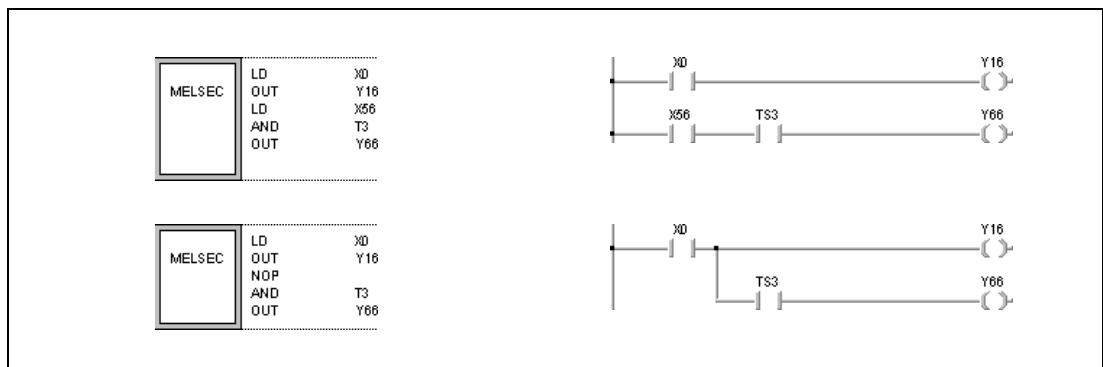 MELSEC
LD X0
OUT Y16
LD X56
AND T3
OUT Y66
X0 Y16
X56 TS3 Y66
MELSEC
LD X0
OUT Y16
NOP
AND T3
OUT Y66
X0 Y16
TS3 Y66